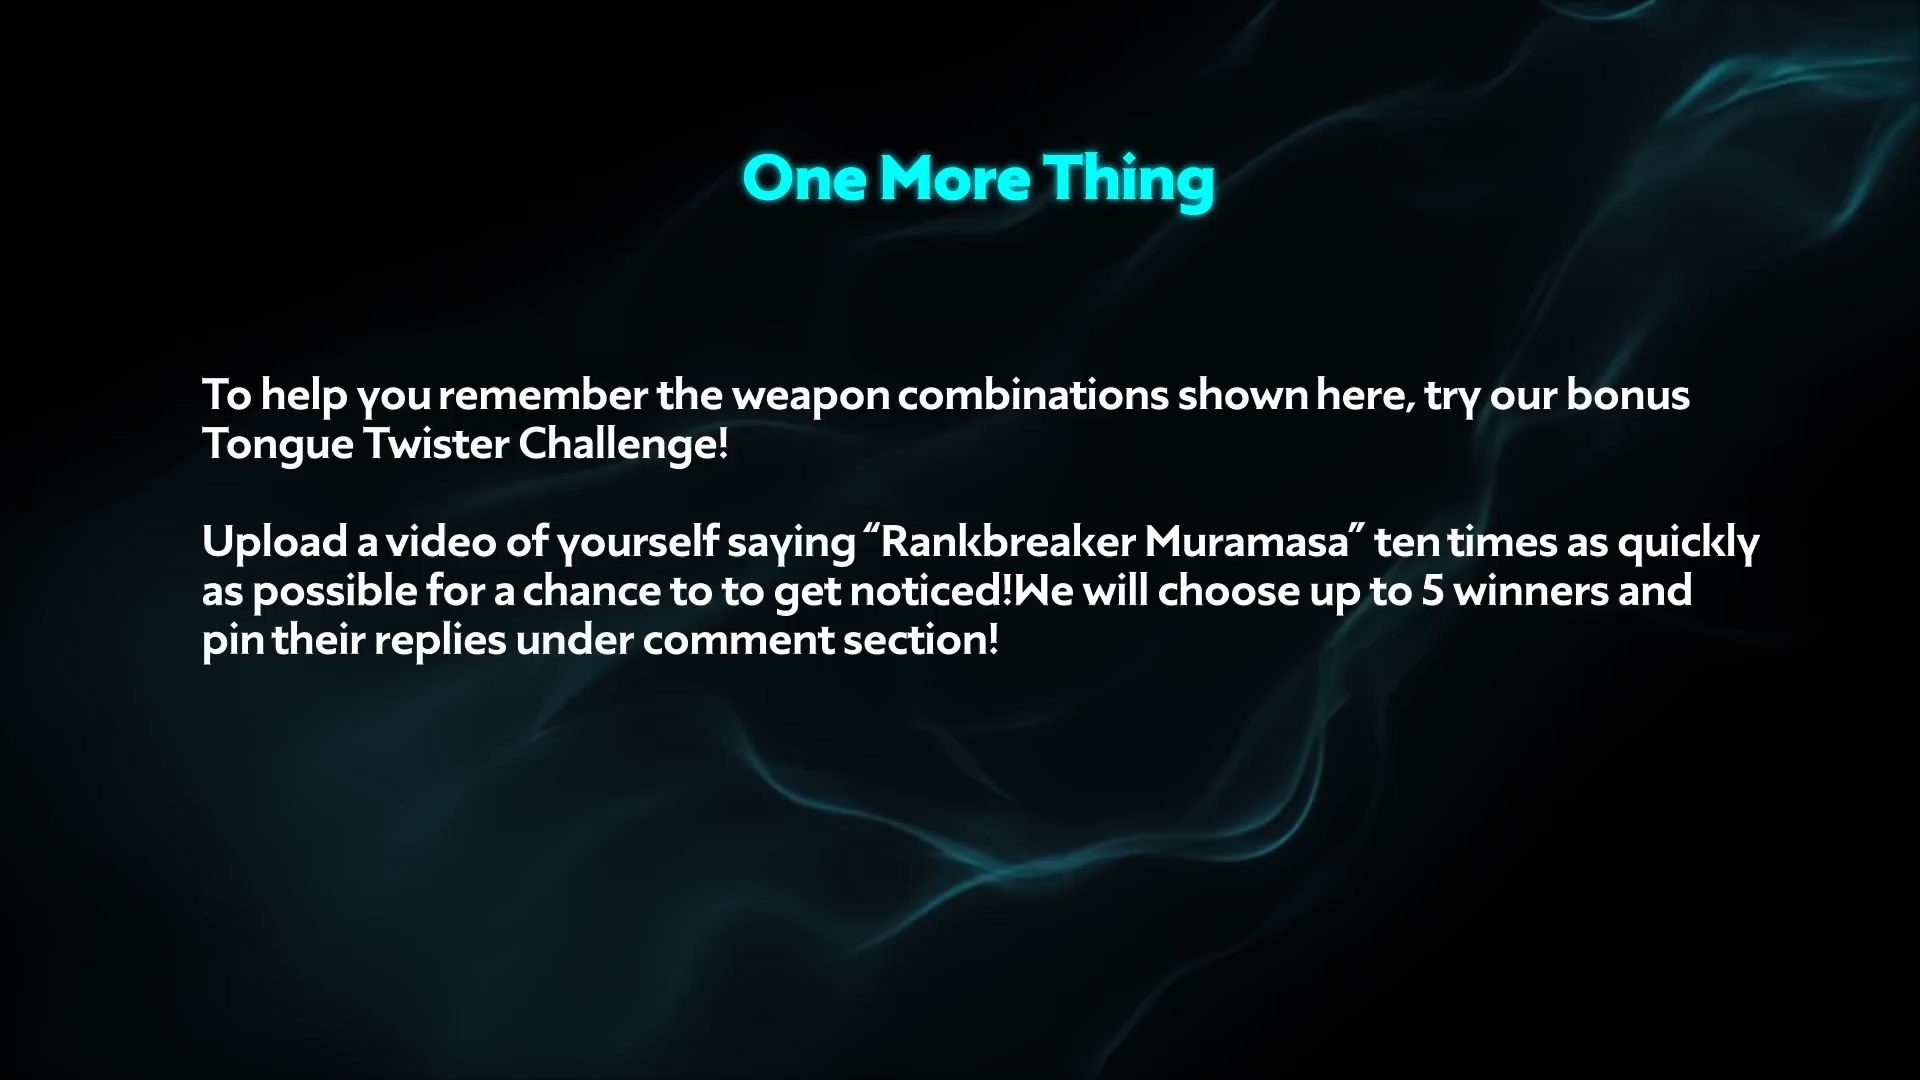 One More Thing
To help you remember the weapon combinations shown here, try our bonus
Tongue Twister Challenge!
Upload a video of yourself saying “Rankbreaker Muramasa” ten times as quickly
as possible for a chance to to get noticed!We will choose up to 5 winners and
pin their replies under comment section!